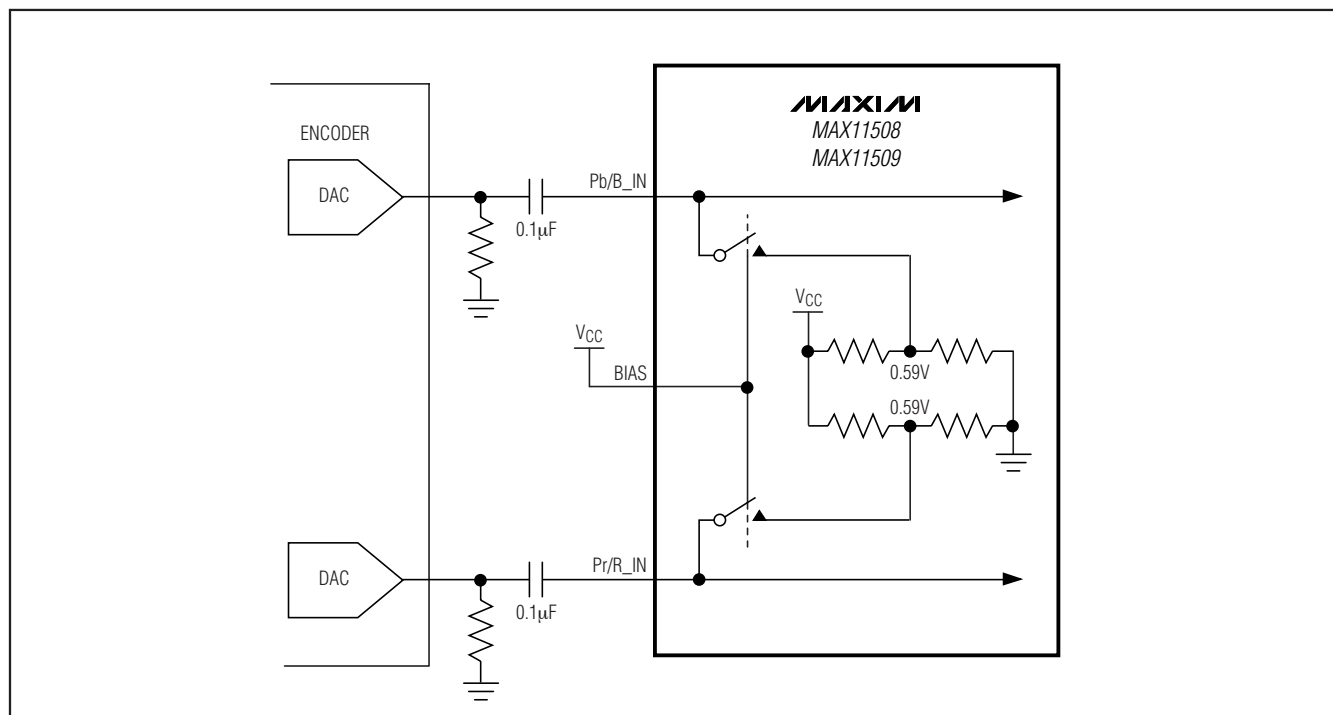 MAXIM
MAX11508
MAX11509
ENCODER
DAC
Pb/B_IN
0.1μF
VCC
VCC
BIAS
0.59V
0.59V
DAC
Pr/R_IN
0.1μF